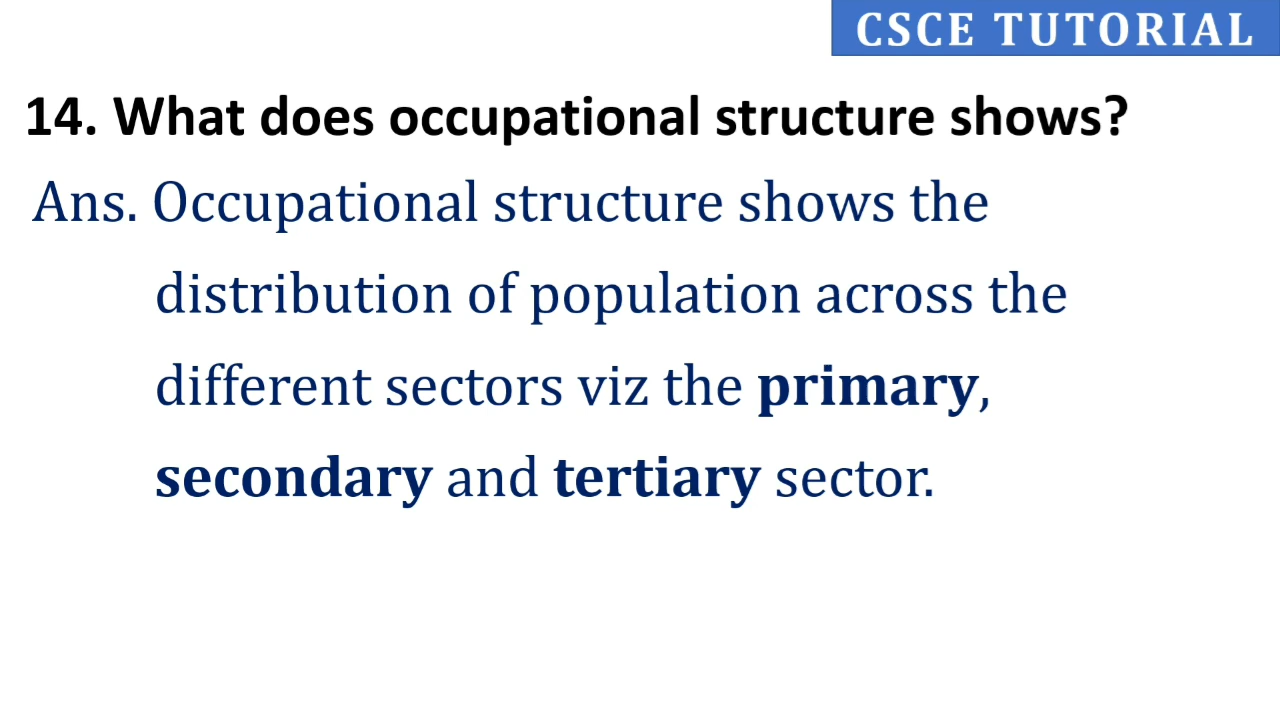 CSCE TUTORIAL
14. What does occupational structure shows?
Ans. Occupational structure shows the
distribution of population across the
different sectors viz the primary,
secondary and tertiary sector.